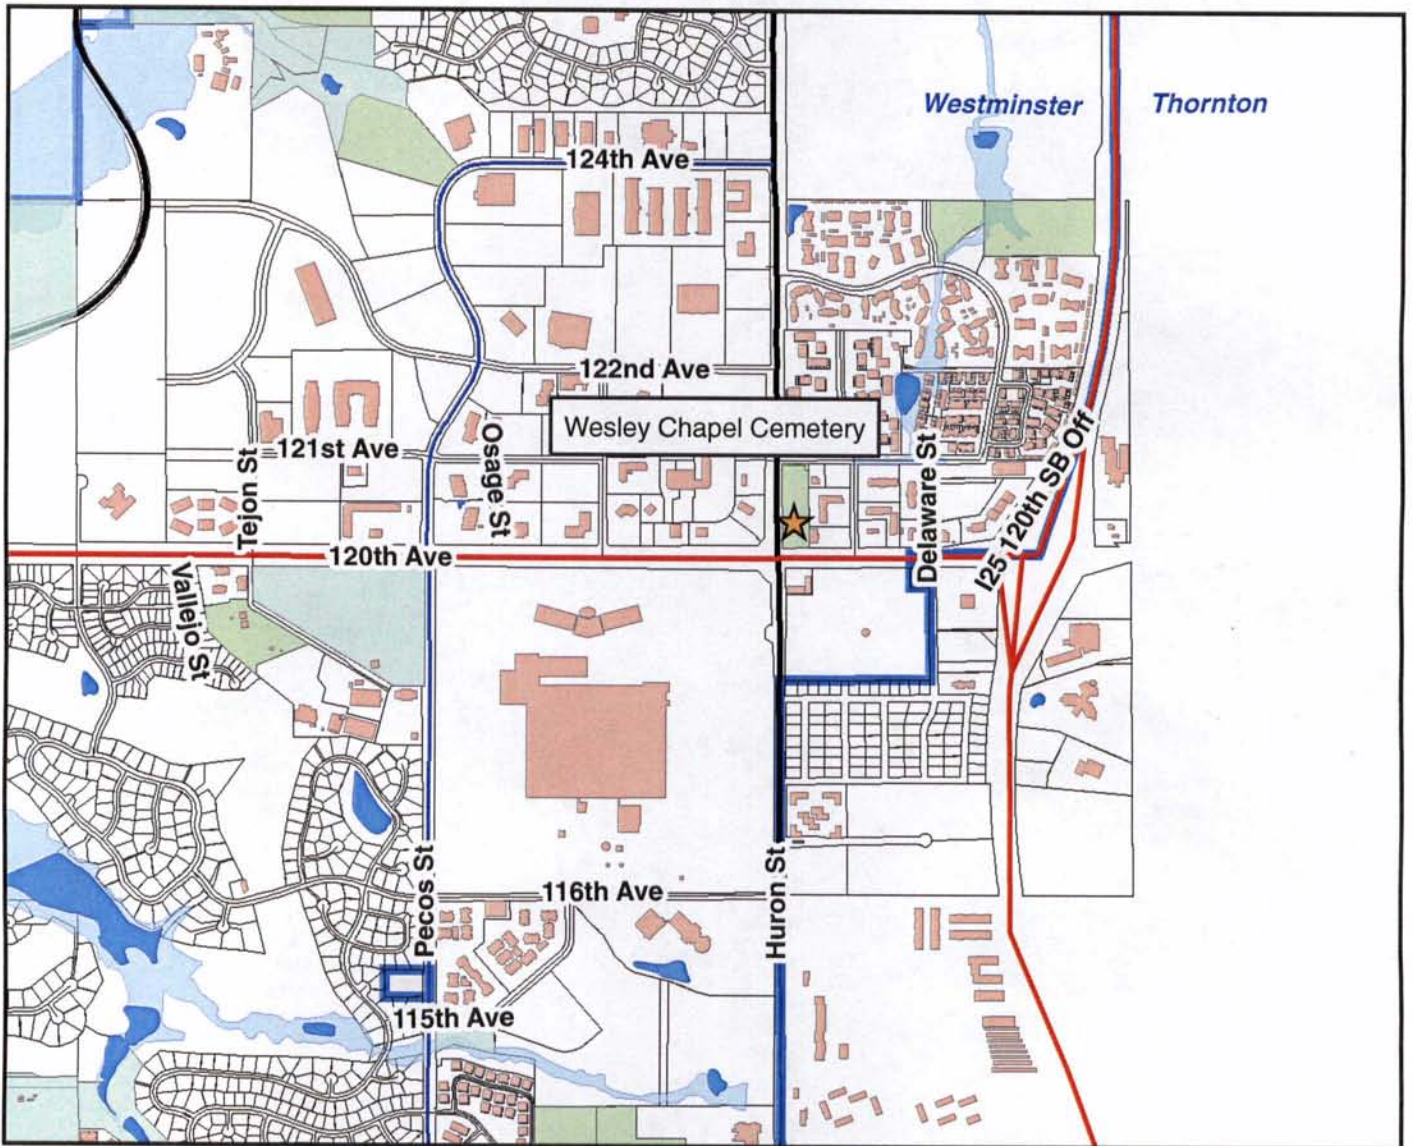 Westminster
Thornton
124th Ave
122nd Ave
Wesley Chapel Cemetery
121st Ave
Osage St
Tejon St
Delaware St
I25 120th SB Off
120th Ave
Vallejo St
116th Ave
Pecos St
Huron St
115th Ave